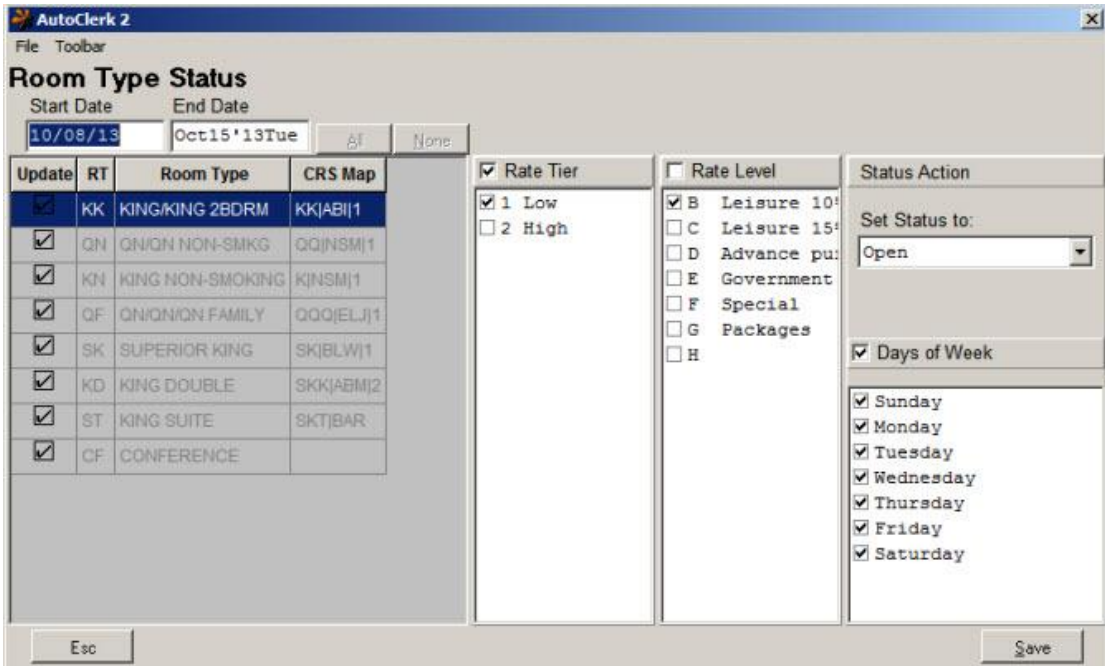 AutoClerk 2
File Toolbar
Room Type Status
Start Date End Date
10/08/13 Oct15'13Tue All None
Update RT Room Type CRS Map
KK KING/KING 2BDRM KK|ABI|1
QN QN/QN NON-SMKG QQ|NSM|1
KN KING NON-SMOKING K|NSM|1
QF QN/QN/QN FAMILY QQQ|ELJ|1
SK SUPERIOR KING SK|BLW|1
KD KING DOUBLE SKK|ABM|2
ST KING SUITE SKT|BAR
CF CONFERENCE
Rate Tier
1 Low
2 High
Rate Level
B Leisure 10%
C Leisure 15%
D Advance pu
E Government
F Special
G Packages
H
Status Action
Set Status to:
Open
Days of Week
Sunday
Monday
Tuesday
Wednesday
Thursday
Friday
Saturday
Esc Save